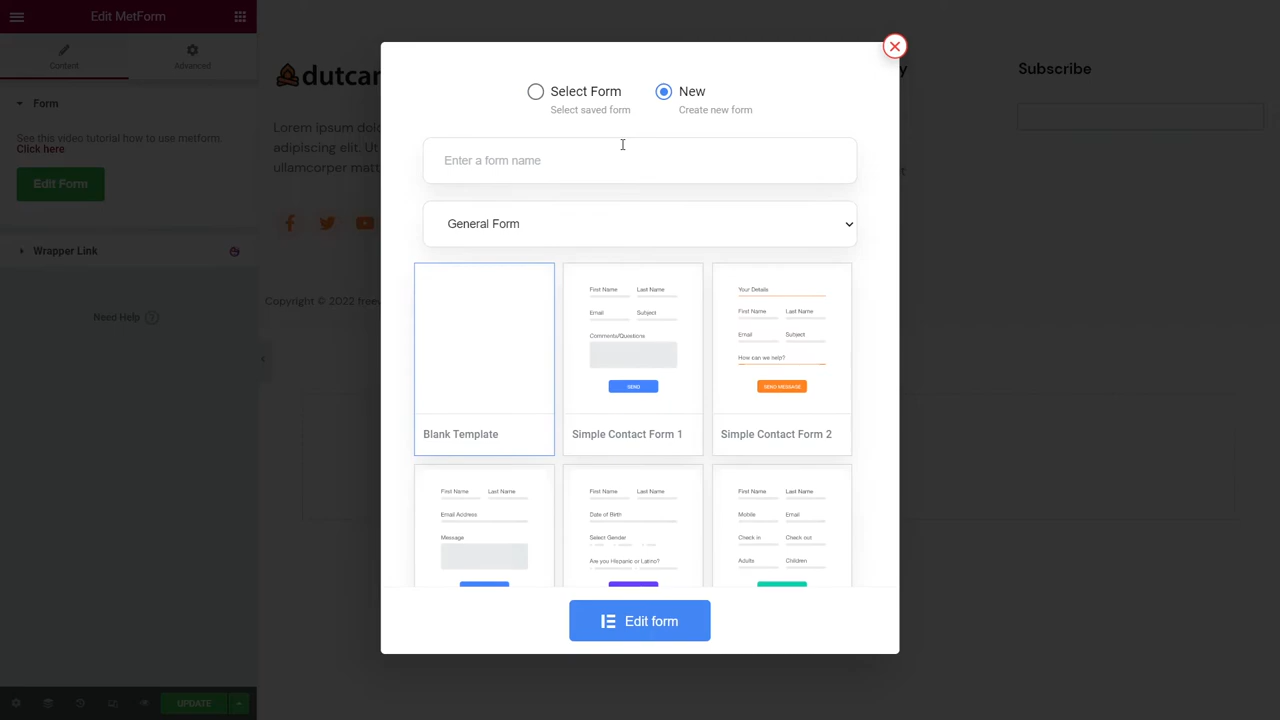 Edit MetForm
Content
Advanced
Form
See this video tutorial how to use metform.
Click here
Edit Form
Wrapper Link
Need Help ?
UPDATE
dutcam
Lorem ipsum dol
adipiscing elit. Ut
ullamcorper matt
Copyright © 2022 free
y
Subscribe
Select Form
Select saved form
New
Create new form
Enter a form name
General Form
Blank Template
First Name Last Name
Email Subject
Comments/Questions
SEND
Simple Contact Form 1
Your Details
First Name Last Name
Email Subject
How can we help?
SEND MESSAGE
Simple Contact Form 2
First Name Last Name
Email Address
Message
First Name Last Name
Date of Birth
Select Gender
Are you Hispanic or Latino?
First Name Last Name
Mobile Email
Check in Check out
Adults Children
Edit form